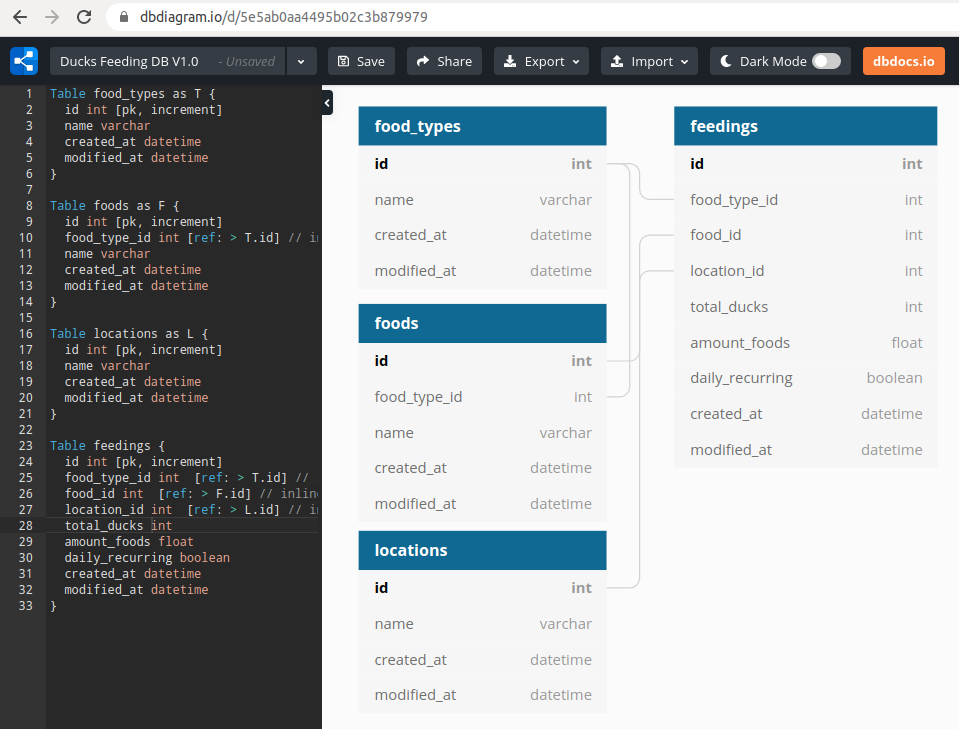 dbdiagram.io/d/5e5ab0aa4495b02c3b879979
Ducks Feeding DB V1.0 - Unsaved Save Share Export Import Dark Mode dbdocs.io
1 Table food_types as T {
2 id int [pk, increment]
3 name varchar
4 created_at datetime
5 modified_at datetime
6 }
7
8 Table foods as F {
9 id int [pk, increment]
10 food_type_id int [ref: > T.id] // in
11 name varchar
12 created_at datetime
13 modified_at datetime
14 }
15
16 Table locations as L {
17 id int [pk, increment]
18 name varchar
19 created_at datetime
20 modified_at datetime
21 }
22
23 Table feedings {
24 id int [pk, increment]
25 food_type_id int [ref: > T.id] //
26 food_id int [ref: > F.id] // inlin
27 location_id int [ref: > L.id] // i
28 total_ducks int
29 amount_foods float
30 daily_recurring boolean
31 created_at datetime
32 modified_at datetime
33 }
food_types
id int
name varchar
created_at datetime
modified_at datetime
foods
id int
food_type_id int
name varchar
created_at datetime
modified_at datetime
locations
id int
name varchar
created_at datetime
modified_at datetime
feedings
id int
food_type_id int
food_id int
location_id int
total_ducks int
amount_foods float
daily_recurring boolean
created_at datetime
modified_at datetime